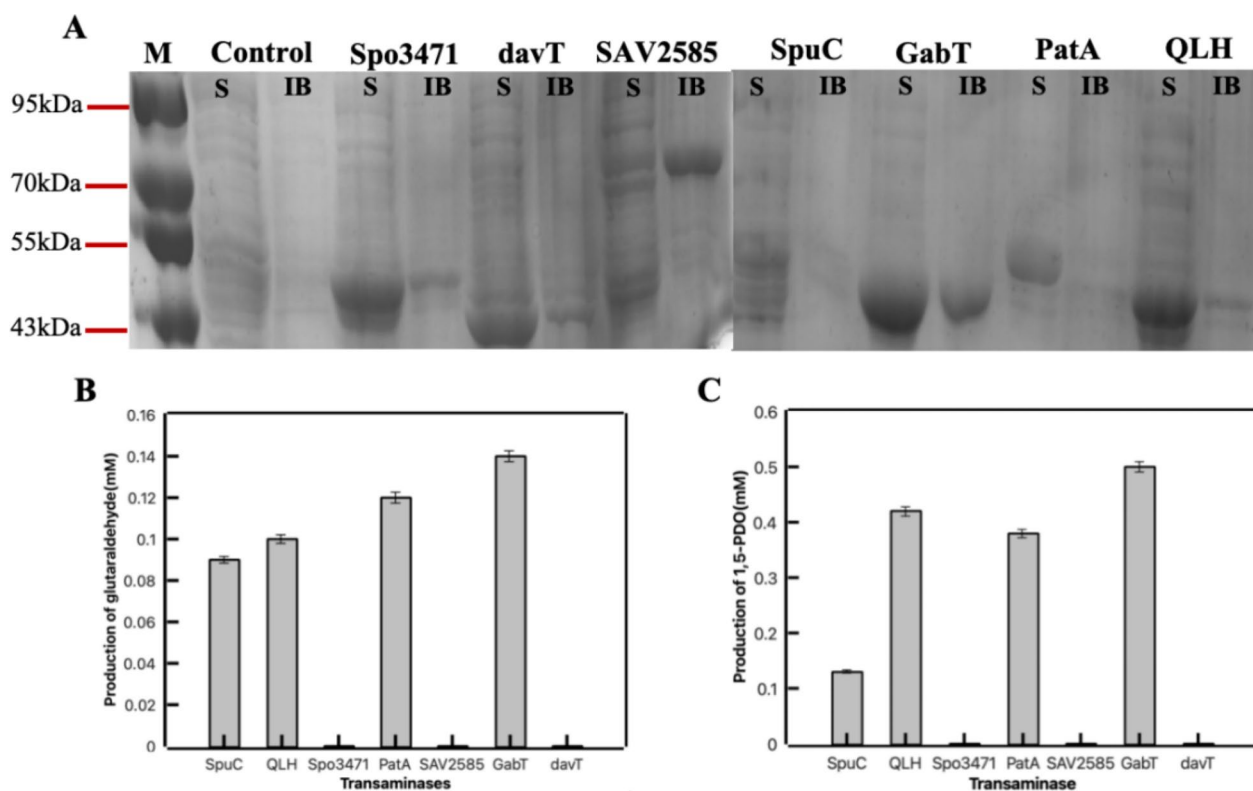 A
M Control Spo3471 davT SAV2585 SpuC GabT PatA QLH
S IB S IB S IB S IB S IB S IB S IB S IB
95kDa
70kDa
55kDa
43kDa
B
Production of glutaraldehyde(mM)
0.16
0.14
0.12
0.1
0.08
0.06
0.04
0.02
0
SpuC QLH Spo3471 PatA SAV2585 GabT davT
Transaminases
C
Production of 1,5-PDO(mM)
0.6
0.5
0.4
0.3
0.2
0.1
0
SpuC QLH Spo3471 PatA SAV2585 GabT davT
Transaminase